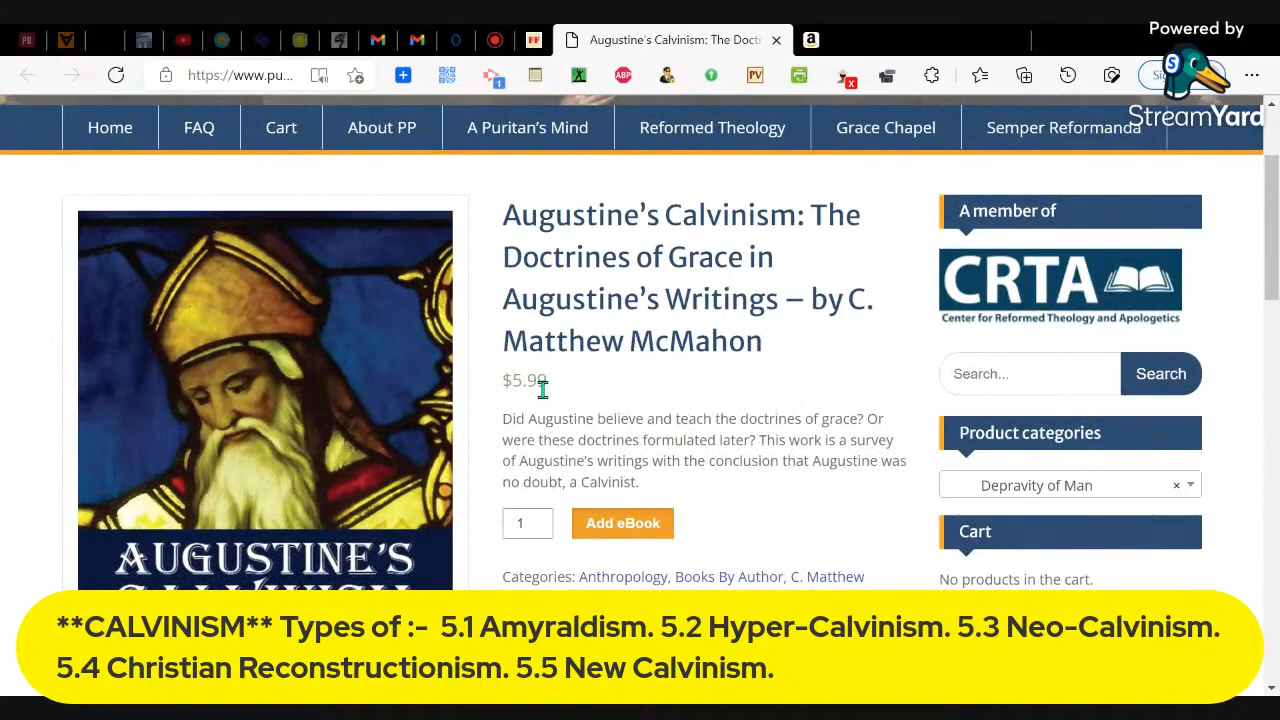 Powered by
StreamYard
Augustine's Calvinism: The Doct
https://www.pu...
Home
FAQ
Cart
About PP
A Puritan's Mind
Reformed Theology
Grace Chapel
Semper Reformanda
Augustine's Calvinism: The
Doctrines of Grace in
Augustine's Writings – by C.
Matthew McMahon
$5.99
Did Augustine believe and teach the doctrines of grace? Or
were these doctrines formulated later? This work is a survey
of Augustine's writings with the conclusion that Augustine was
no doubt, a Calvinist.
1
Add eBook
Categories: Anthropology, Books By Author, C. Matthew
AUGUSTINE'S
A member of
CRTA
Center for Reformed Theology and Apologetics
Search...
Search
Product categories
Depravity of Man
Cart
No products in the cart.
**CALVINISM** Types of :- 5.1 Amyraldism. 5.2 Hyper-Calvinism. 5.3 Neo-Calvinism.
5.4 Christian Reconstructionism. 5.5 New Calvinism.